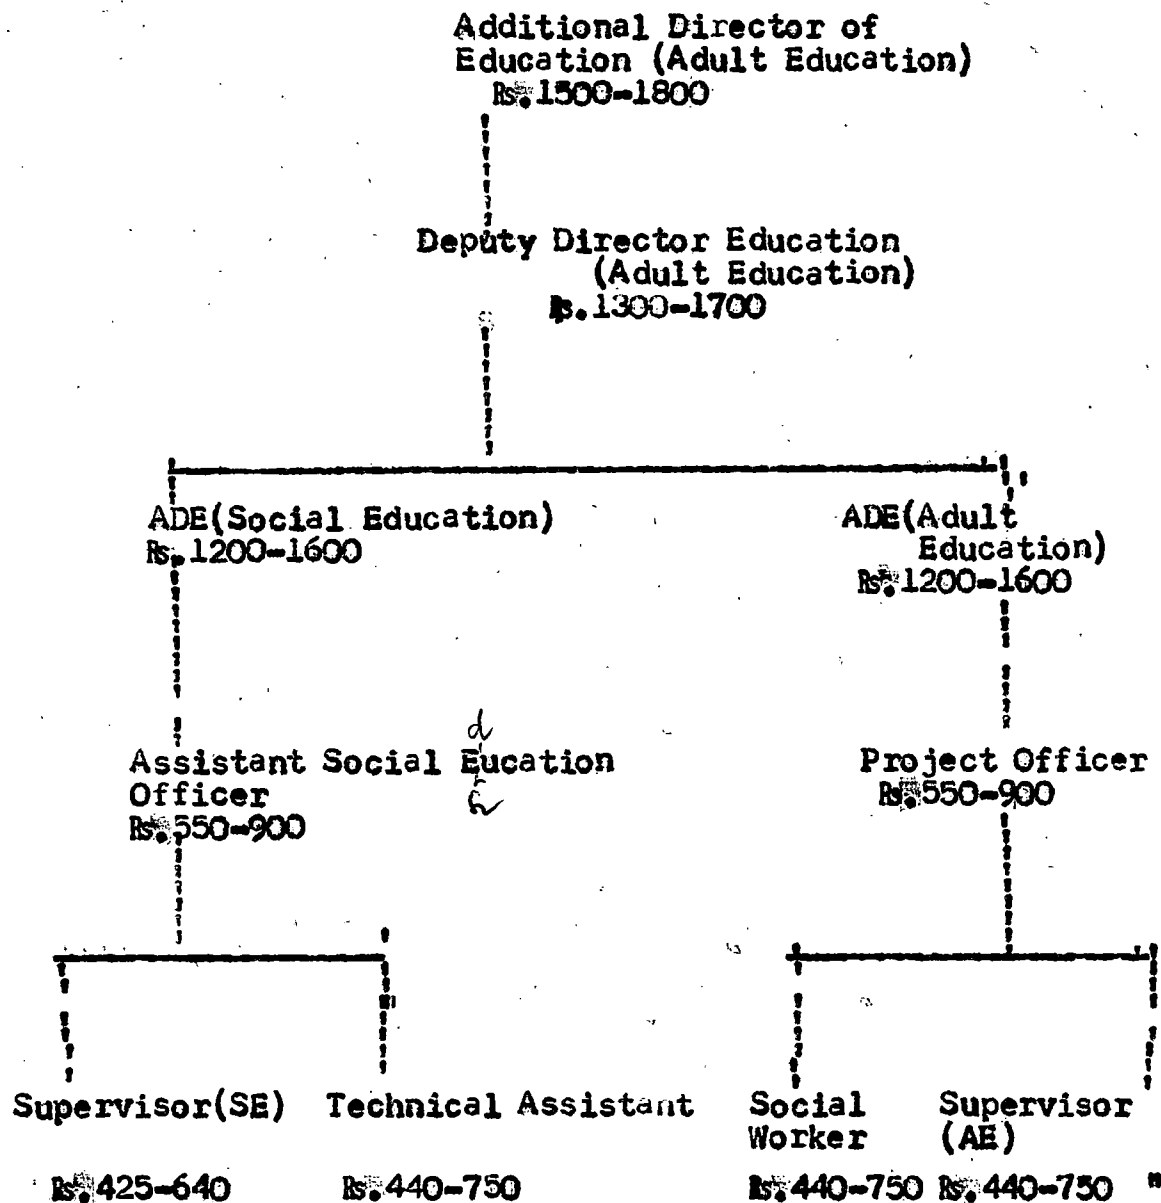 Additional Director of
Education (Adult Education)
Rs. 1500-1800
Deputy Director Education
(Adult Education)
Rs. 1300-1700
ADE(Social Education)
Rs. 1200-1600
ADE(Adult
Education)
Rs. 1200-1600
Assistant Social Eucation
d
Officer
Rs. 550-900
Project Officer
Rs. 550-900
Supervisor(SE)
Rs. 425-640
Technical Assistant
Rs. 440-750
Social
Worker
Rs. 440-750
Supervisor
(AE)
Rs. 440-750